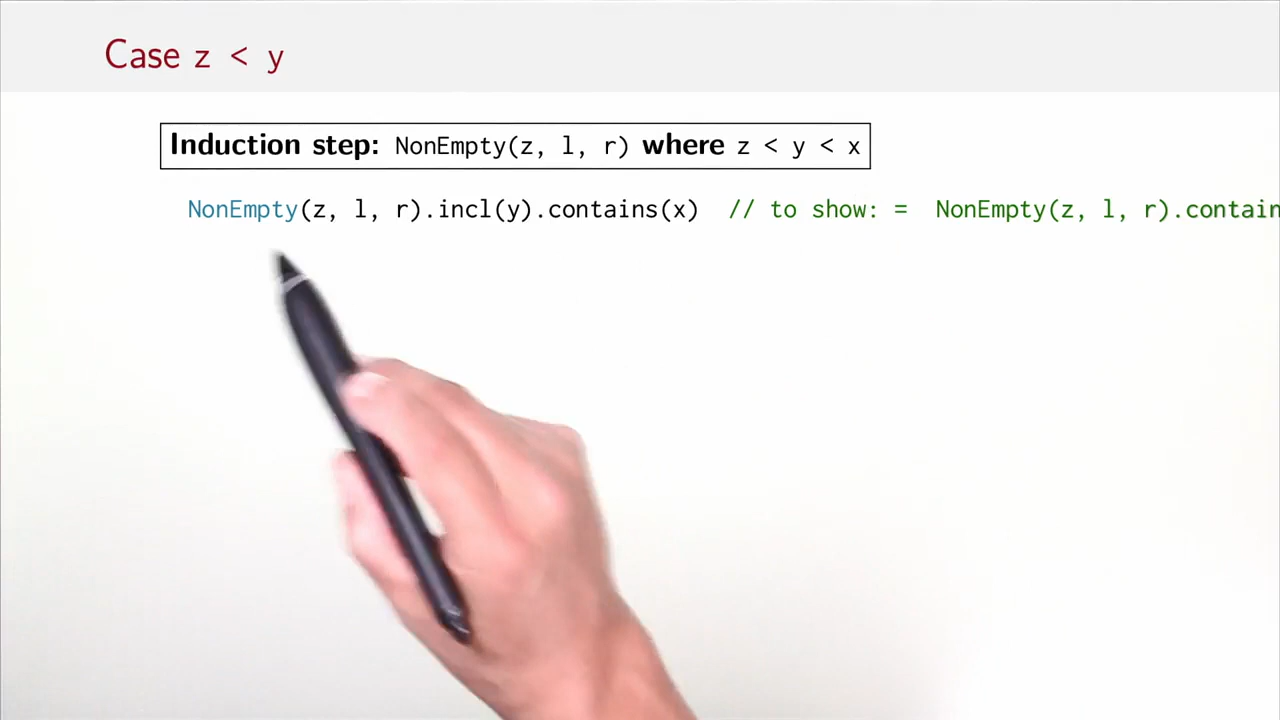 Case z < y
Induction step: NonEmpty(z, l, r) where z < y < x
NonEmpty(z, l, r).incl(y).contains(x) // to show: = NonEmpty(z, l, r).contain